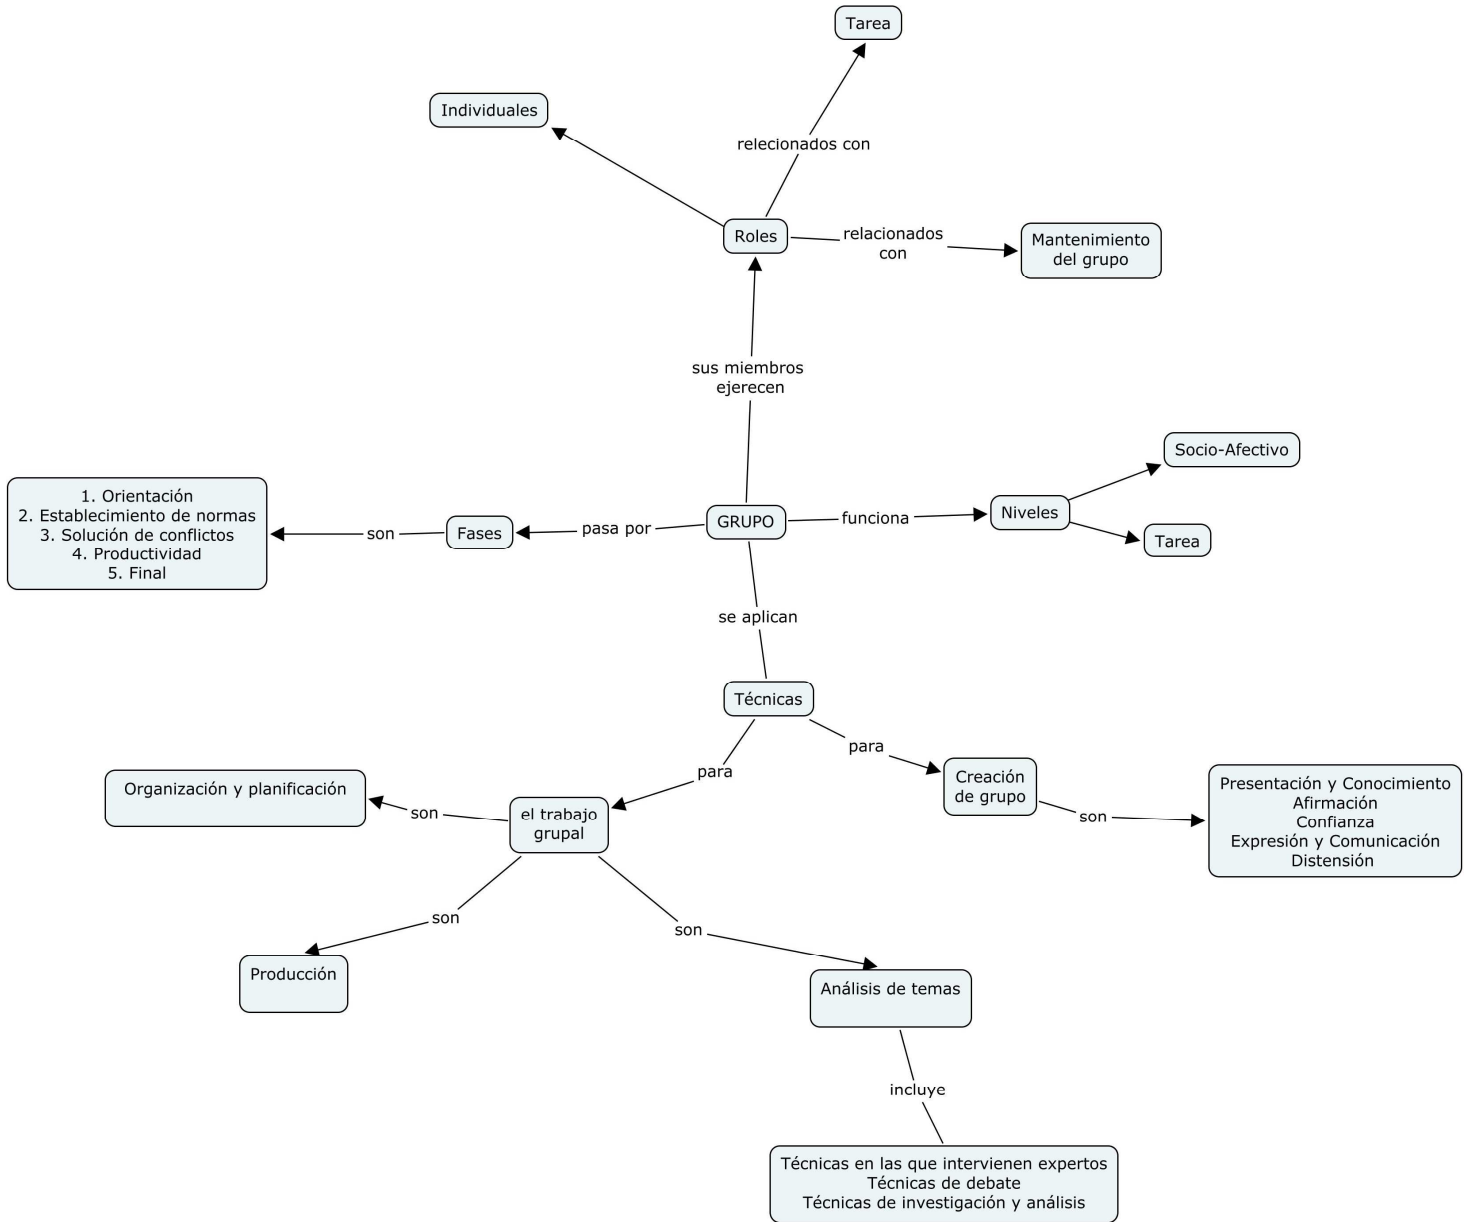 Tarea
Individuales
relecionados con
Roles
relacionados
con
Mantenimiento
del grupo
sus miembros
ejerecen
Socio-Afectivo
1. Orientación
2. Establecimiento de normas
3. Solución de conflictos
4. Productividad
5. Final
son
Fases
pasa por
GRUPO
funciona
Niveles
Tarea
se aplican
Técnicas
para
para
Creación
de grupo
son
Presentación y Conocimiento
Afirmación
Confianza
Expresión y Comunicación
Distensión
Organización y planificación
son
el trabajo
grupal
son
son
Producción
Análisis de temas
incluye
Técnicas en las que intervienen expertos
Técnicas de debate
Técnicas de investigación y análisis